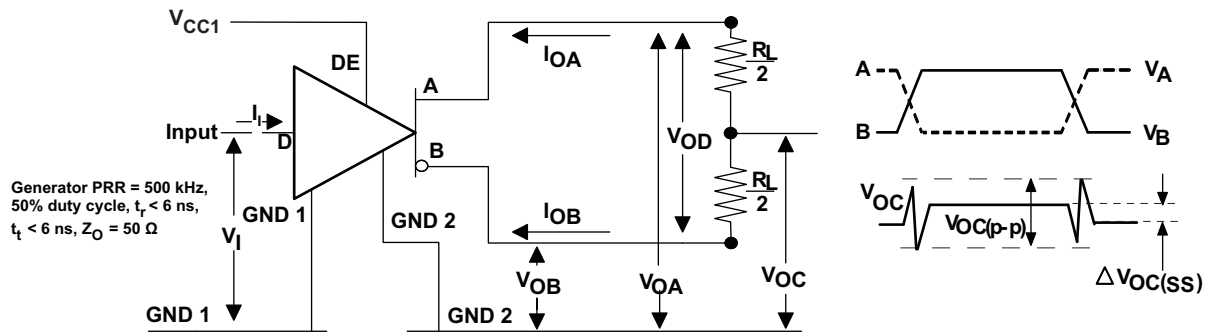 VCC1
DE
IOA
RL
2
A
II
Input
D
B
VOD
RL
2
Generator PRR = 500 kHz,
50% duty cycle, tr < 6 ns,
tt < 6 ns, ZO = 50 Ω
VI
GND 1
GND 2
IOB
VOB
VOA
VOC
GND 1
GND 2
A
VA
B
VB
VOC
VOC(p-p)
Δ VOC(SS)